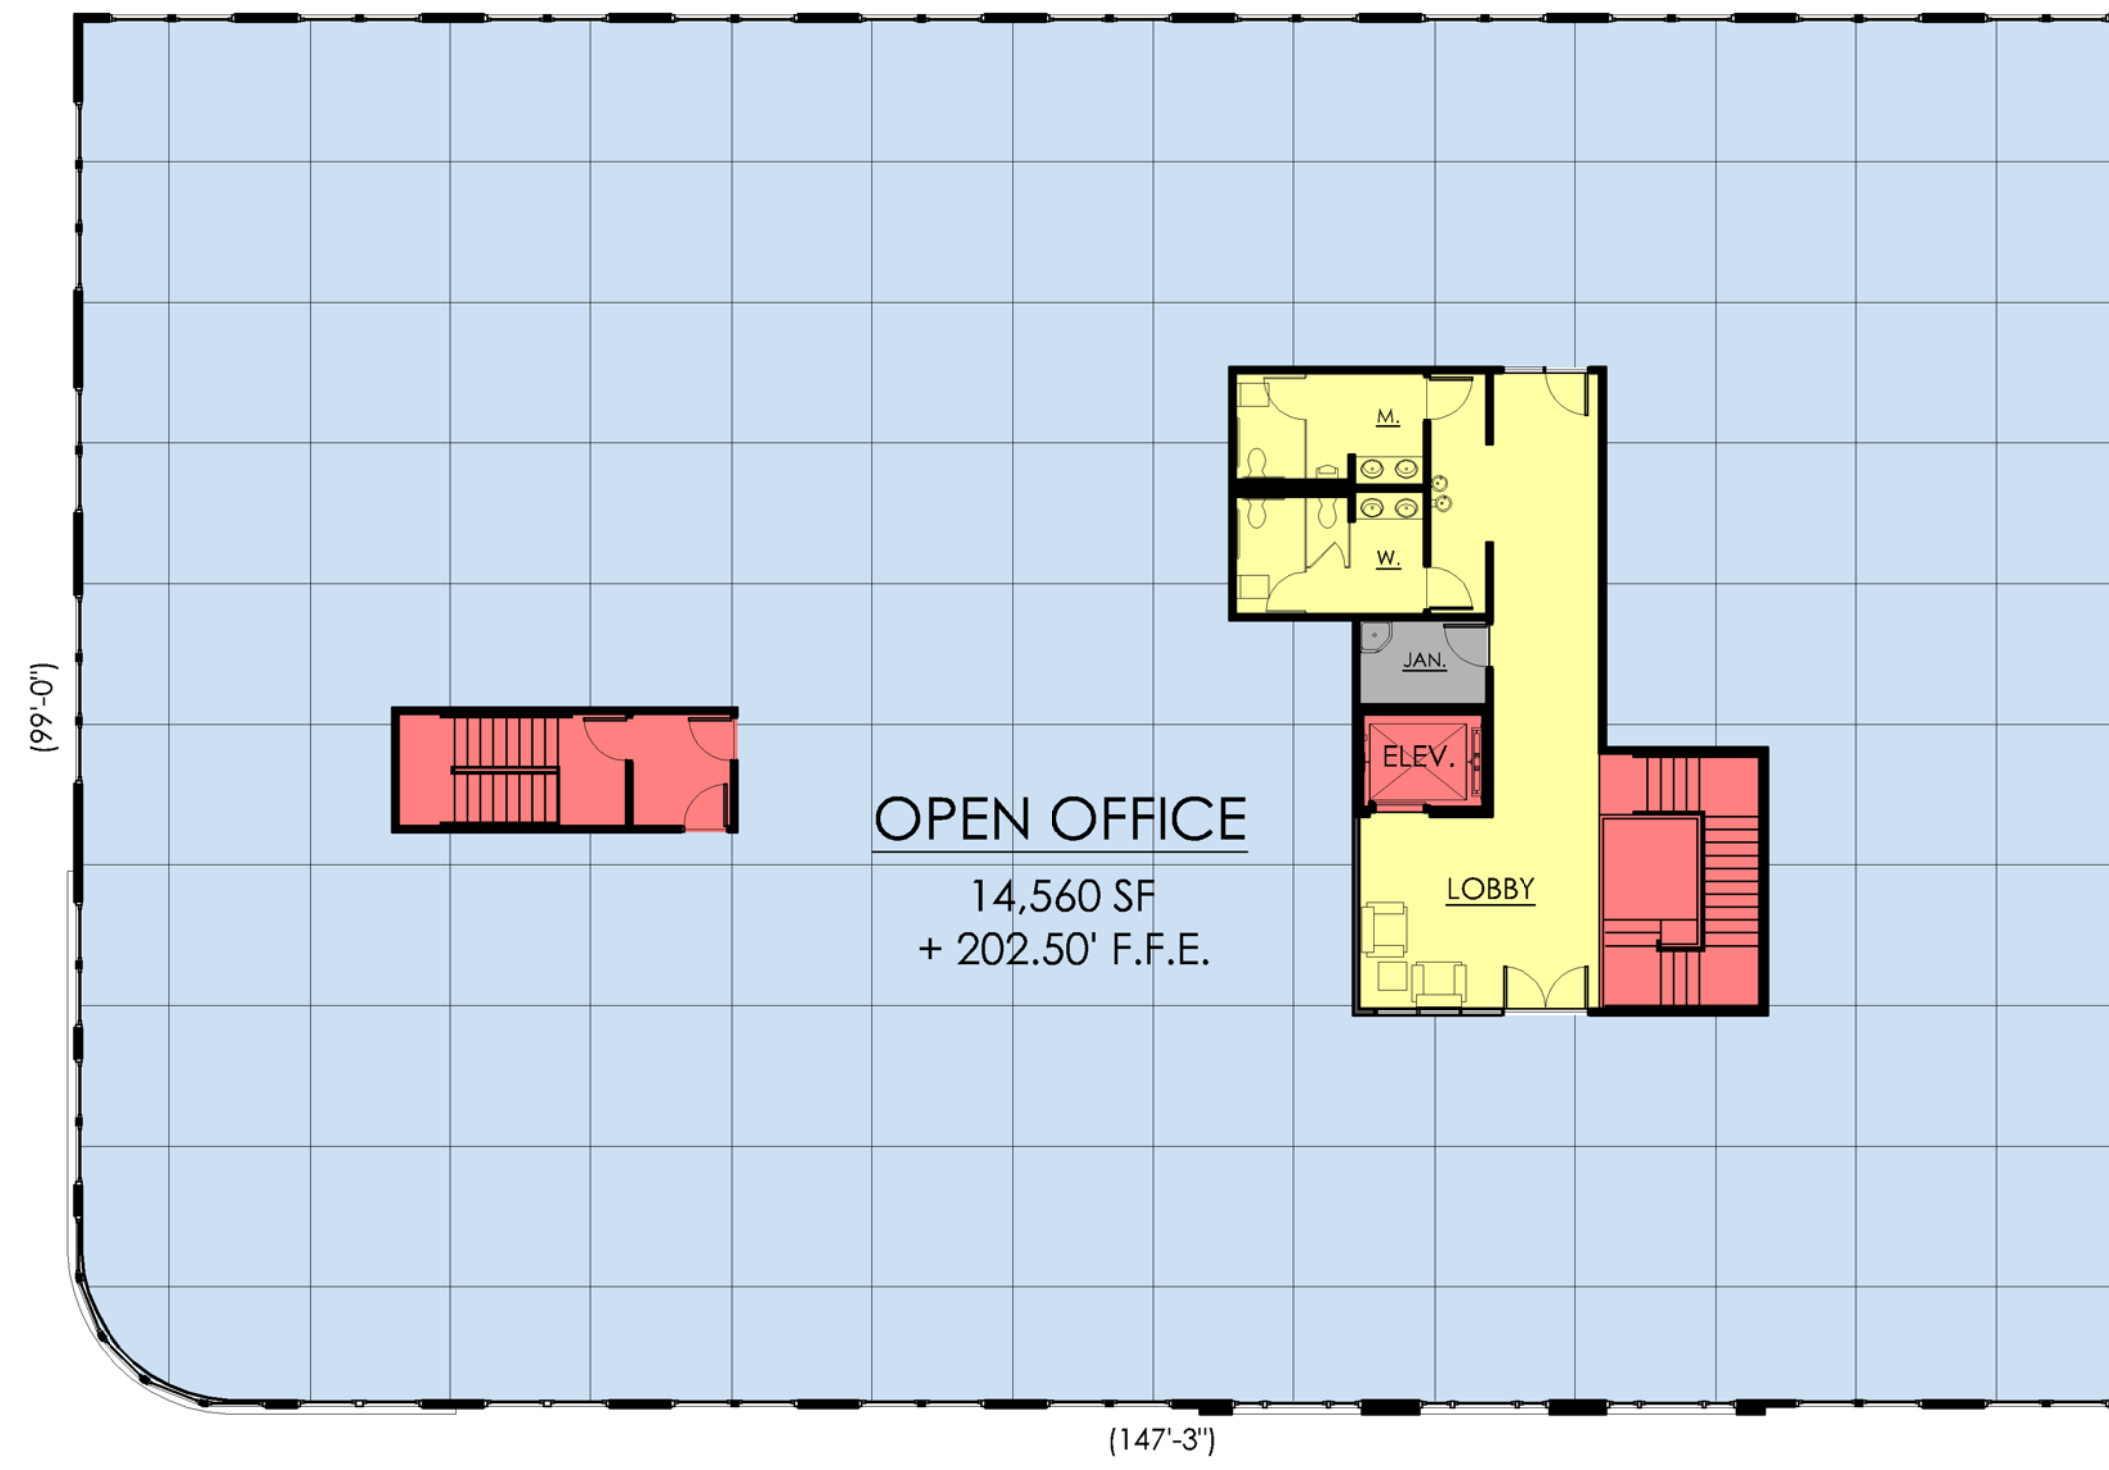 M.
W.
JAN.
(99'-0")
ELEV.
OPEN OFFICE
14,560 SF
+ 202.50' F.F.E.
LOBBY
(147'-3")